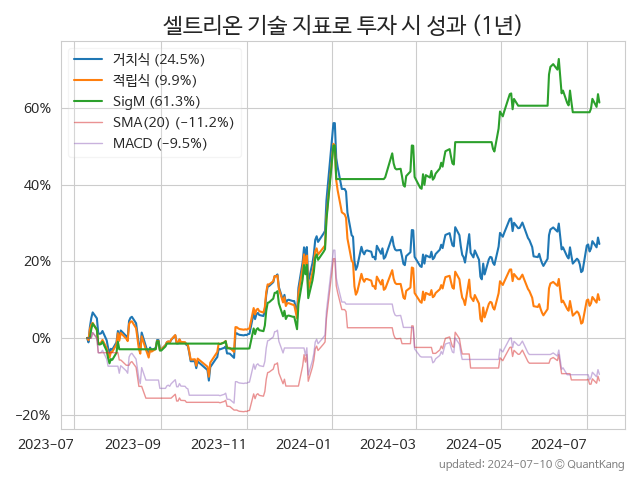 셀트리온 기술 지표로 투자 시 성과 (1년)
거치식 (24.5%)
적립식 (9.9%)
SigM (61.3%)
SMA(20) (−11.2%)
MACD (−9.5%)
60%
40%
20%
0%
−20%
2023-07 2023-09 2023-11 2024-01 2024-03 2024-05 2024-07
updated: 2024-07-10 © QuantKang